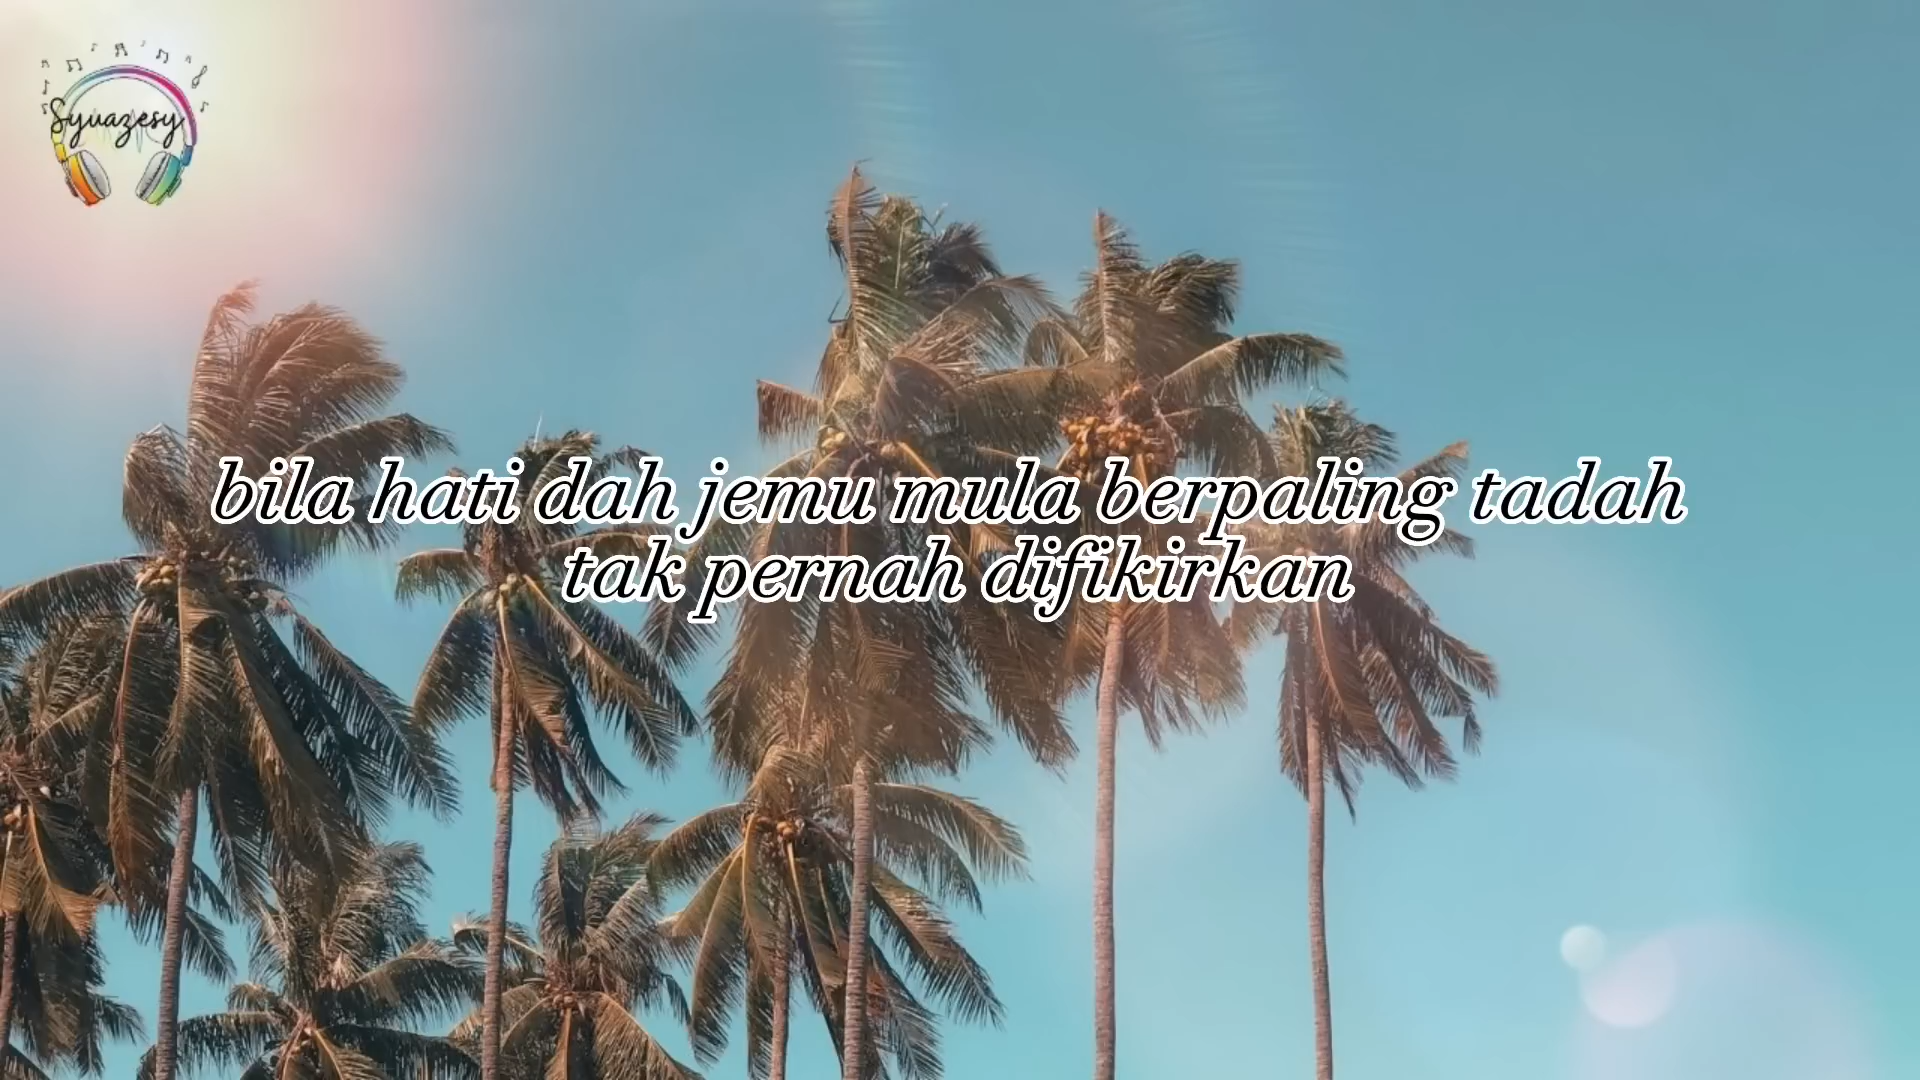 Syuazesy
bila hati dah jemu mula berpaling tadah
tak pernah difikirkan